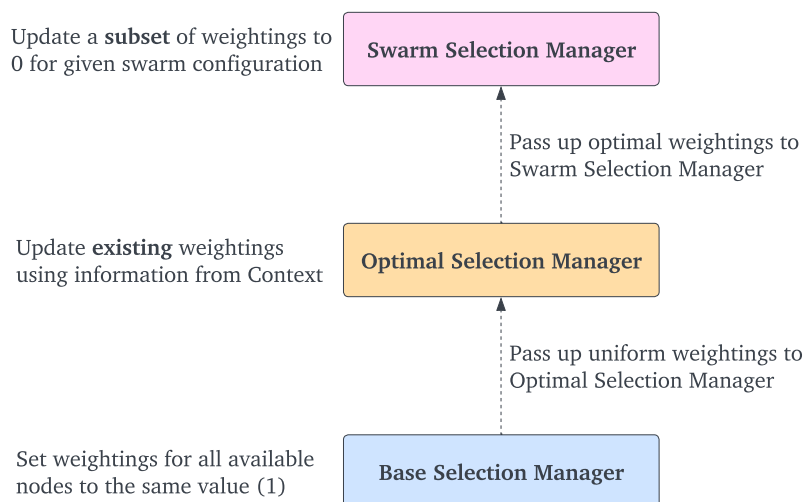 Update a subset of weightings to
0 for given swarm configuration
Swarm Selection Manager
Pass up optimal weightings to
Swarm Selection Manager
Update existing weightings
using information from Context
Optimal Selection Manager
Pass up uniform weightings to
Optimal Selection Manager
Set weightings for all available
nodes to the same value (1)
Base Selection Manager